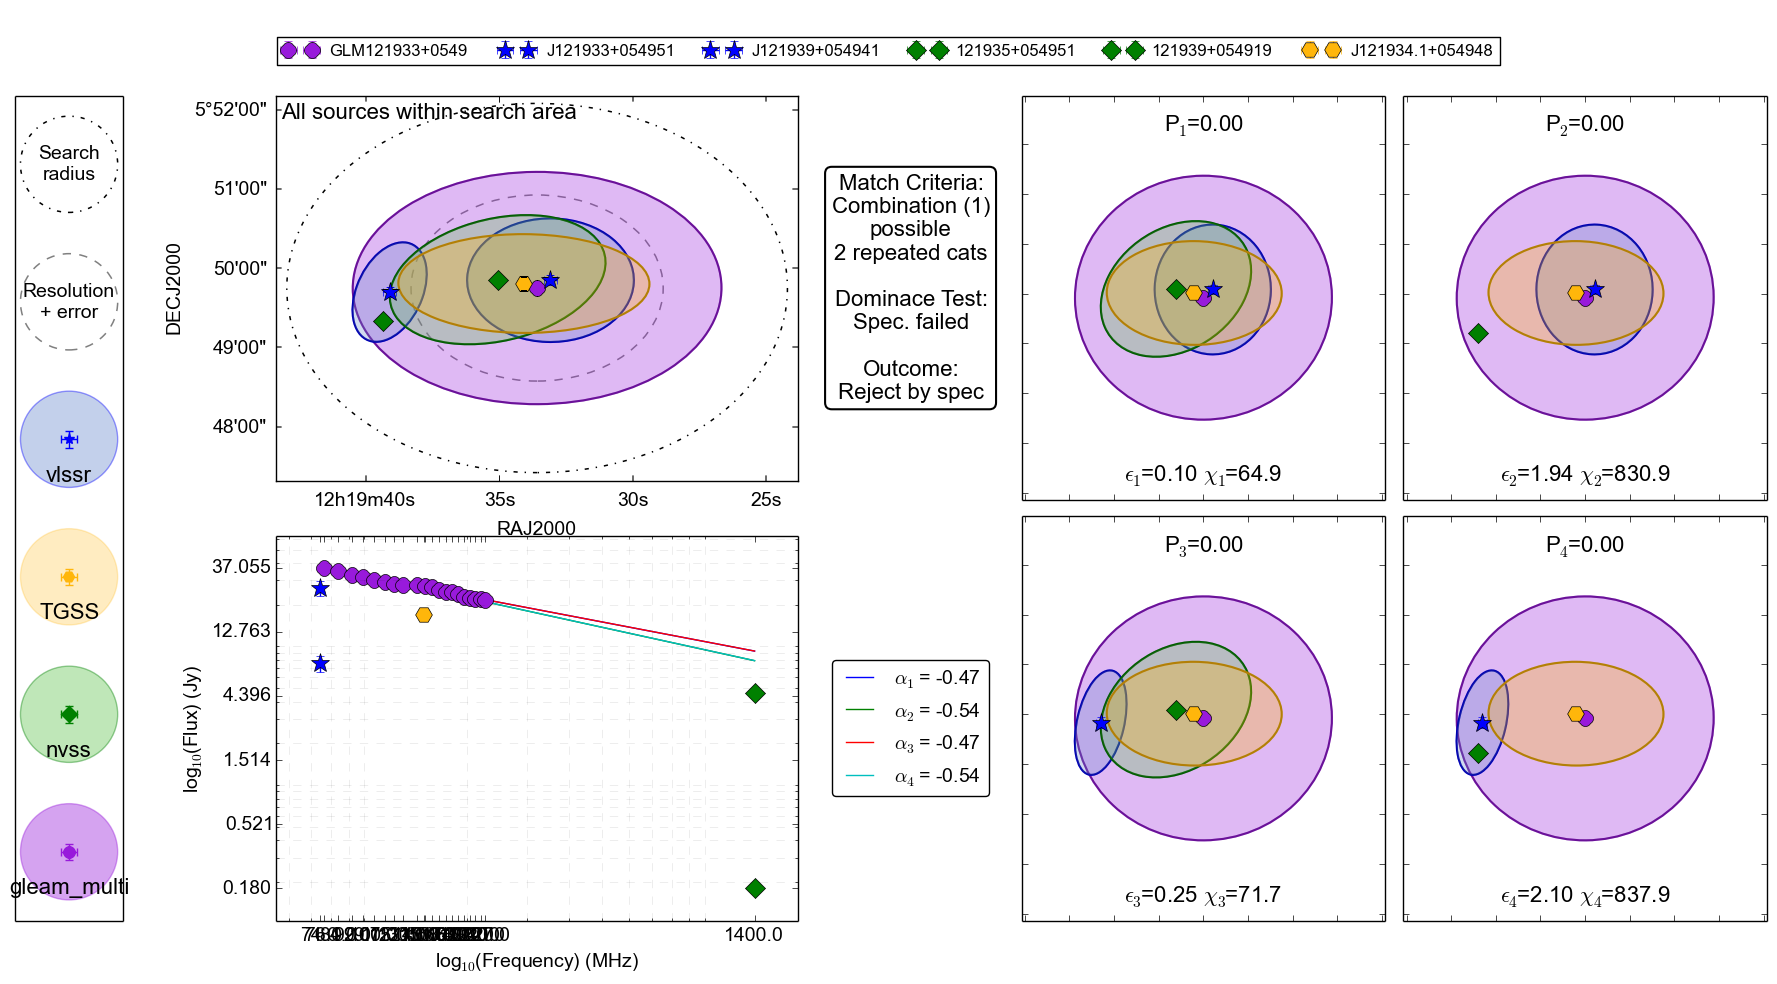 GLM121933+0549 J121933+054951 J121939+054941 121935+054951 121939+054919 J121934.1+054948
Search
radius
Resolution
+ error
vlssr
TGSS
nvss
gleam_multi
All sources within search area
5°52'00"
51'00"
50'00"
49'00"
48'00"
DECJ2000
12h19m40s 35s 30s 25s
RAJ2000
Match Criteria:
Combination (1)
possible
2 repeated cats
Dominace Test:
Spec. failed
Outcome:
Reject by spec
P1=0.00
ϵ1=0.10 χ1=64.9
P2=0.00
ϵ2=1.94 χ2=830.9
37.055
12.763
4.396
1.514
0.521
0.180
log10(Flux) (Jy)
1400.0
log10(Frequency) (MHz)
α1 = -0.47
α2 = -0.54
α3 = -0.47
α4 = -0.54
P3=0.00
ϵ3=0.25 χ3=71.7
P4=0.00
ϵ4=2.10 χ4=837.9